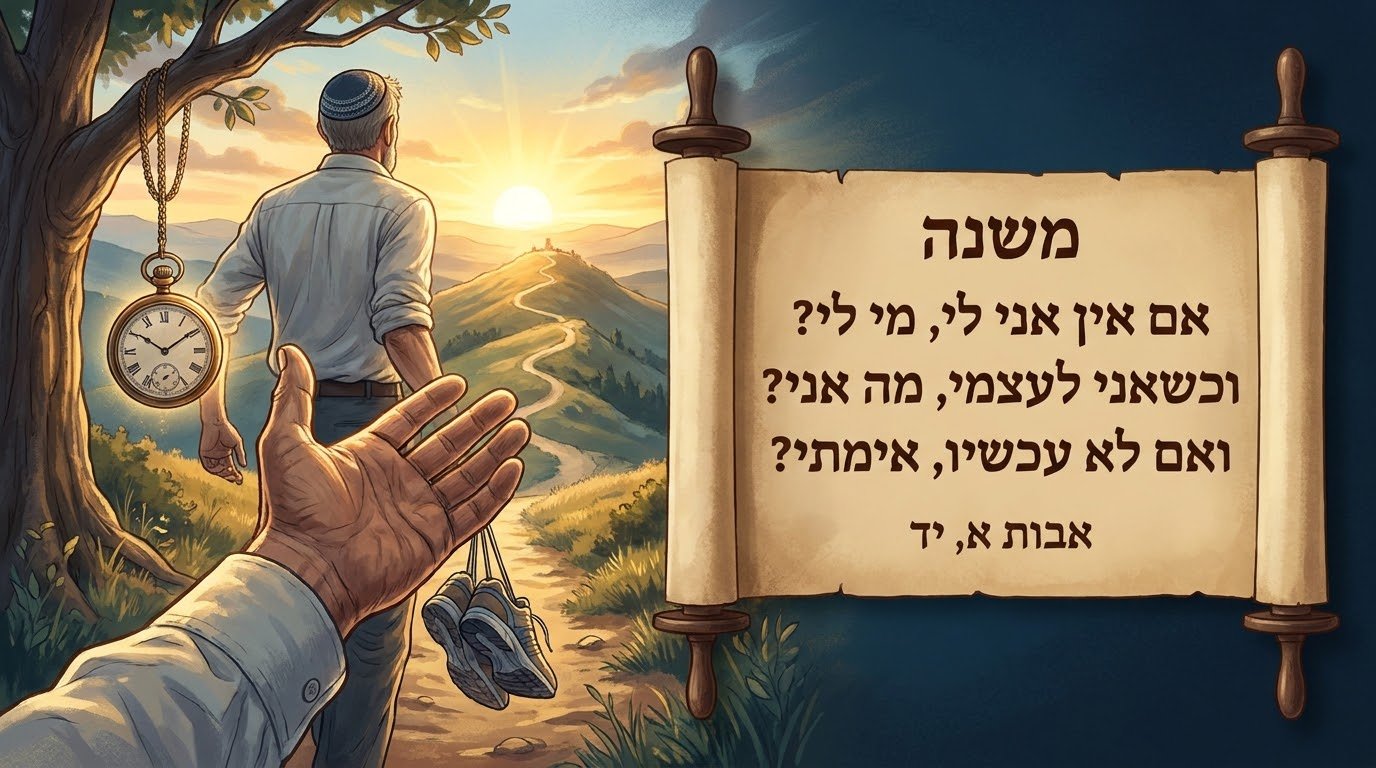 משנה
אם אין אני לי, מי לי?
וכשאני לעצמי, מה אני?
ואם לא עכשיו, אימתי?
אבות א, יד